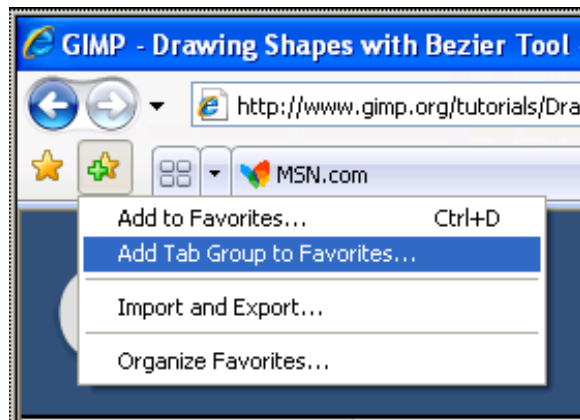 GIMP - Drawing Shapes with Bezier Tool
http://www.gimp.org/tutorials/Dra
MSN.com
Add to Favorites... Ctrl+D
Add Tab Group to Favorites...
Import and Export...
Organize Favorites...